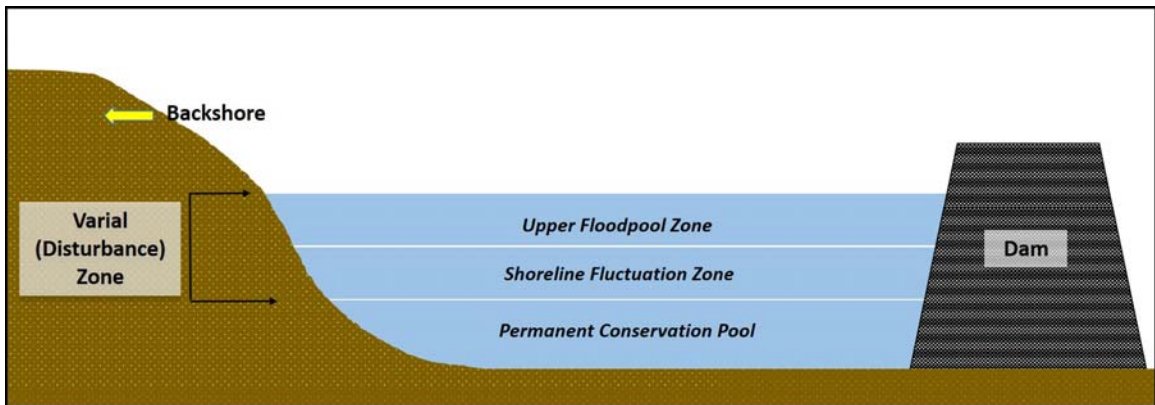 Backshore
Varial
(Disturbance)
Zone
Upper Floodpool Zone
Shoreline Fluctuation Zone
Permanent Conservation Pool
Dam